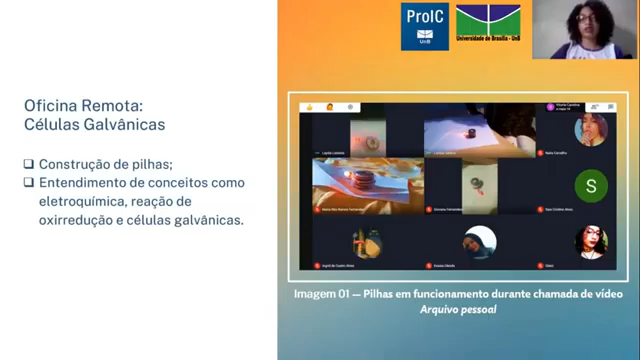 ProIC
UnB
Universidade de Brasília - UnB
Oficina Remota:
Células Galvânicas
Construção de pilhas;
Entendimento de conceitos como
eletroquímica, reação de
oxirredução e células galvânicas.
S
Imagem 01 — Pilhas em funcionamento durante chamada de vídeo
Arquivo pessoal